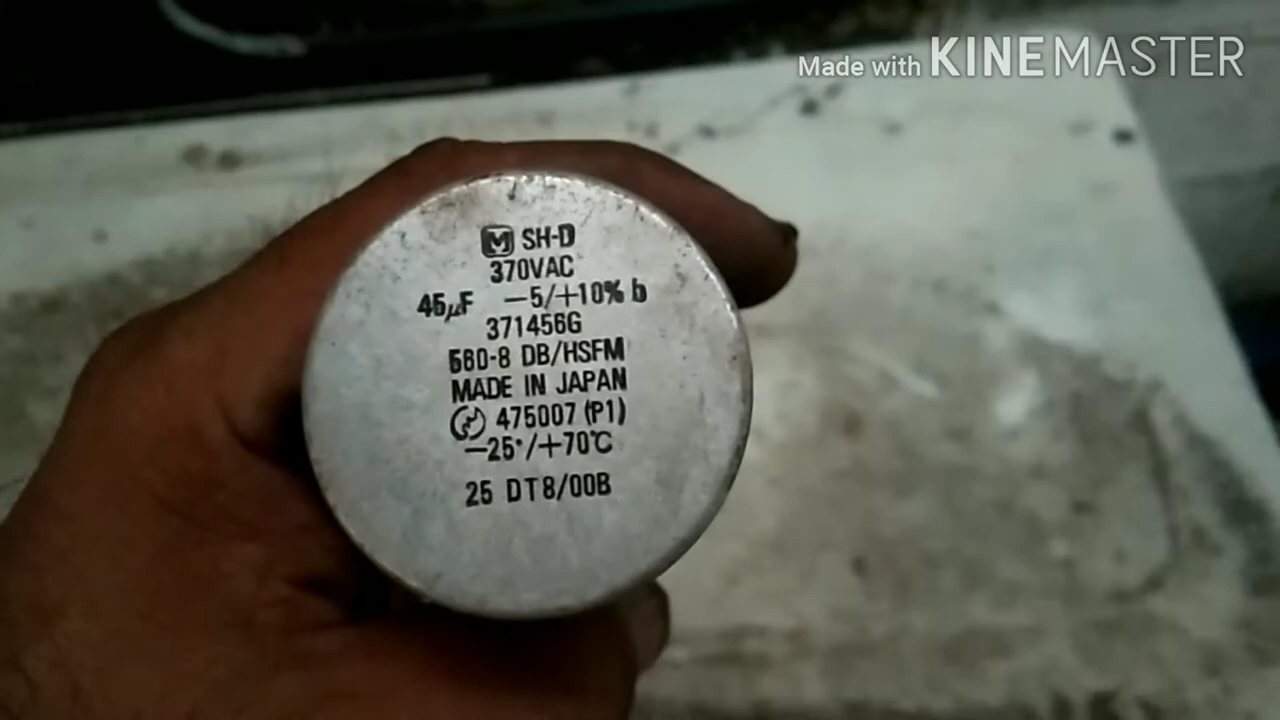 Made with KINEMASTER
M SH-D
370VAC
45µF -5/+10% b
371456G
560-8 DB/HSFM
MADE IN JAPAN
475007 (P1)
-25°/+70°C
25 DT8/00B